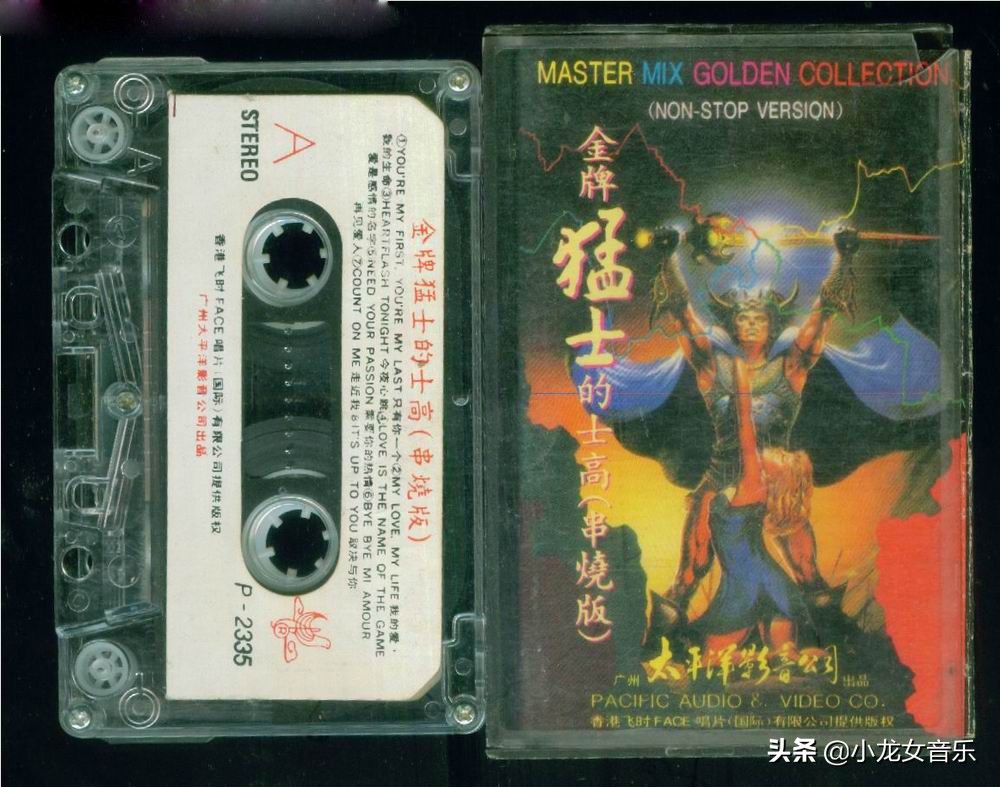 A
STEREO
A
金牌猛士的士高(串燒版)
①YOU'RE MY FIRST, YOU'RE MY LAST 只有你一个②MY LOVE, MY LIFE 我的爱,
我的生命③HEARTFLASH TONIGHT 今夜心跳④LOVE IS THE NAME OF THE GAME
爱是感情的名字⑤NEED YOUR PASSION 需要你的热情⑥BYE BYE MI AMOUR
再见爱人⑦COUNT ON ME 走近我⑧IT'S UP TO YOU 取决与你
香港飞时FACE唱片(国际)有限公司提供版权
广州太平洋影音公司出品
P-2335
MASTER MIX GOLDEN COLLECTION
(NON-STOP VERSION)
金牌猛士的士高(串燒版)
广州 太平洋影音公司 出品
PACIFIC AUDIO & VIDEO CO.
香港飞时FACE唱片(国际)有限公司提供版权
头条 @小龙女音乐